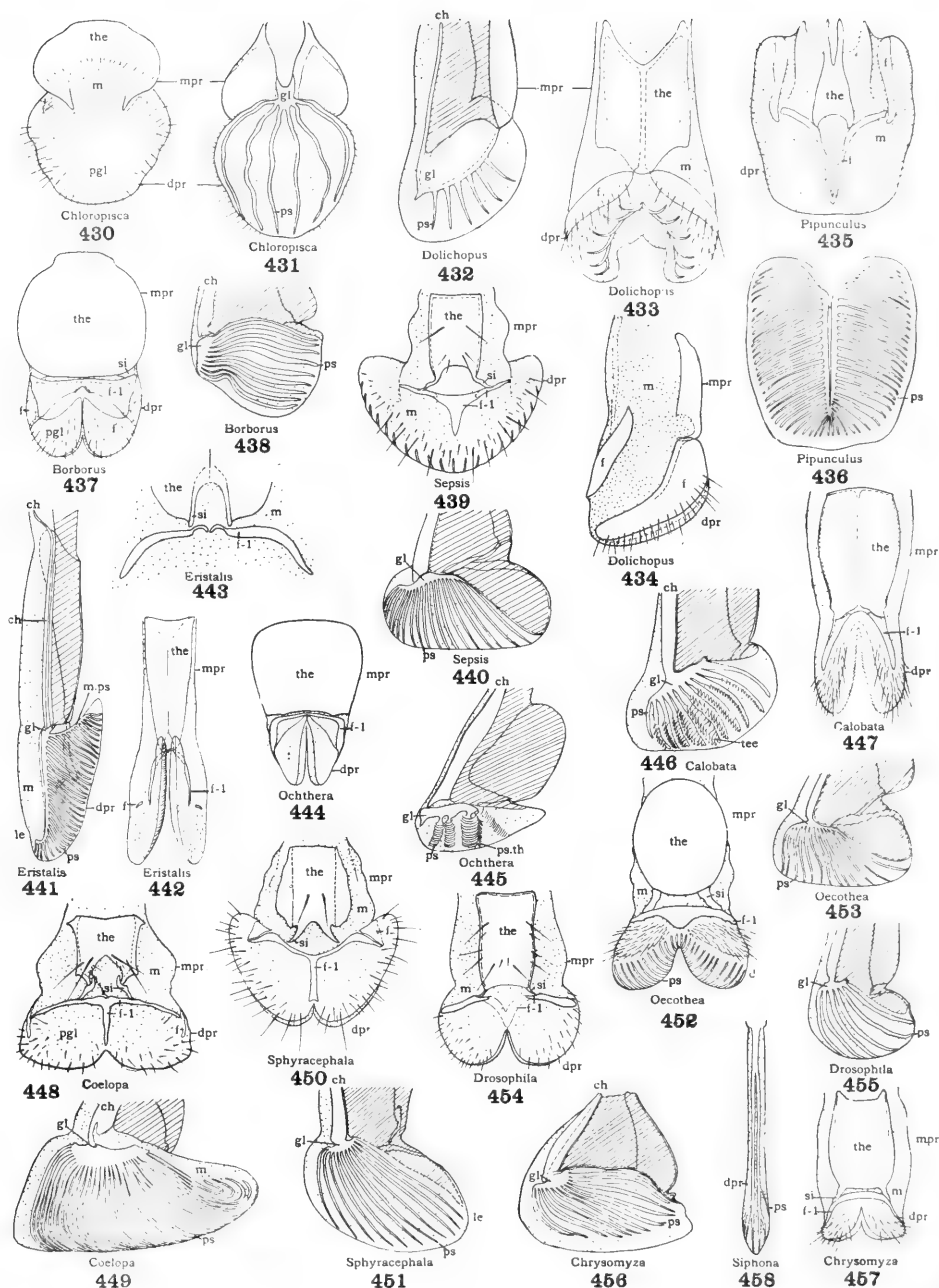 the
m
mpr
pgl
dpr
Chloropisca
430
gl
ps
Chloropisca
431
ch
mpr
gl
ps
Dolichopus
432
the
m
f
dpr
Dolichopus
433
f
the
m
dpr
f
Pipunculus
435
mpr
the
si
f-1
f
dpr
pgl
f
Borborus
437
ch
gl
ps
Borborus
438
the
mpr
si
dpr
f
m
f-1
Sepsis
439
m
mpr
f
f
dpr
Dolichopus
434
ps
Pipunculus
436
the
si
m
f-1
Eristalis
443
gl
ps
Sepsis
440
ch
ch
m.ps
gl
m
dpr
le
ps
Eristalis
441
the
mpr
f
f-1
Eristalis
442
the
mpr
f-1
dpr
Ochthera
444
gl
ps
ps.th
Ochthera
445
ch
gl
ps
tee
446 Calobata
the
mpr
f-1
dpr
Calobata
447
the
m
mpr
si
f-1
pgl
f
dpr
448 Coelopa
the
mpr
m
si
f
f-1
dpr
Sphyracephala
450
the
mpr
m
si
f-1
dpr
Drosophila
454
mpr
the
m
si
f-1
ps
d
Oecothea
452
gl
ps
Oecothea
453
gl
ps
Drosophila
455
ch
gl
m
ps
Coelopa
449
ch
gl
le
ps
Sphyracephala
451
ch
gl
ps
Chrysomyza
456
dpr
ps
Siphona
458
the
mpr
si
m
f-1
dpr
Chrysomyza
457